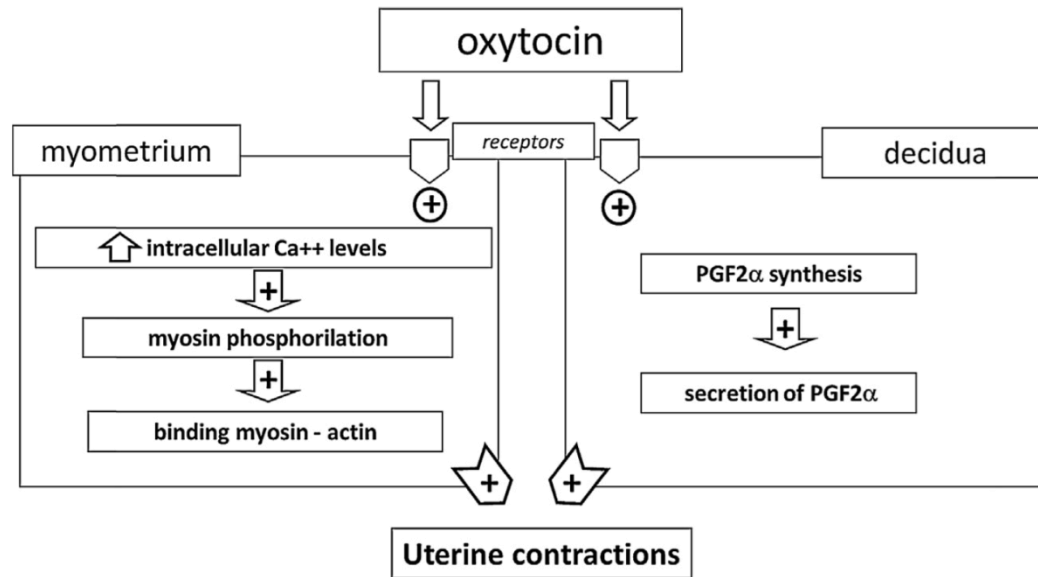 oxytocin
receptors
myometrium
decidua
+
+
intracellular Ca++ levels
+
myosin phosphorilation
+
binding myosin - actin
PGF2α synthesis
+
secretion of PGF2α
+
+
Uterine contractions